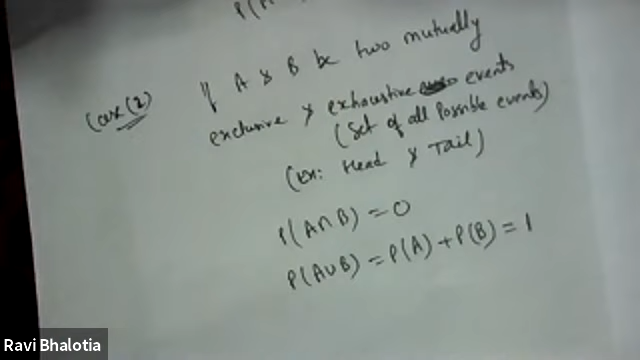 P(A
Case (2) If A & B be two mutually
exclusive & exhaustive events
(Set of all Possible events)
(Ex: Head & Tail)
P(A∩B) = 0
P(A∪B) = P(A) + P(B) = 1
Ravi Bhalotia